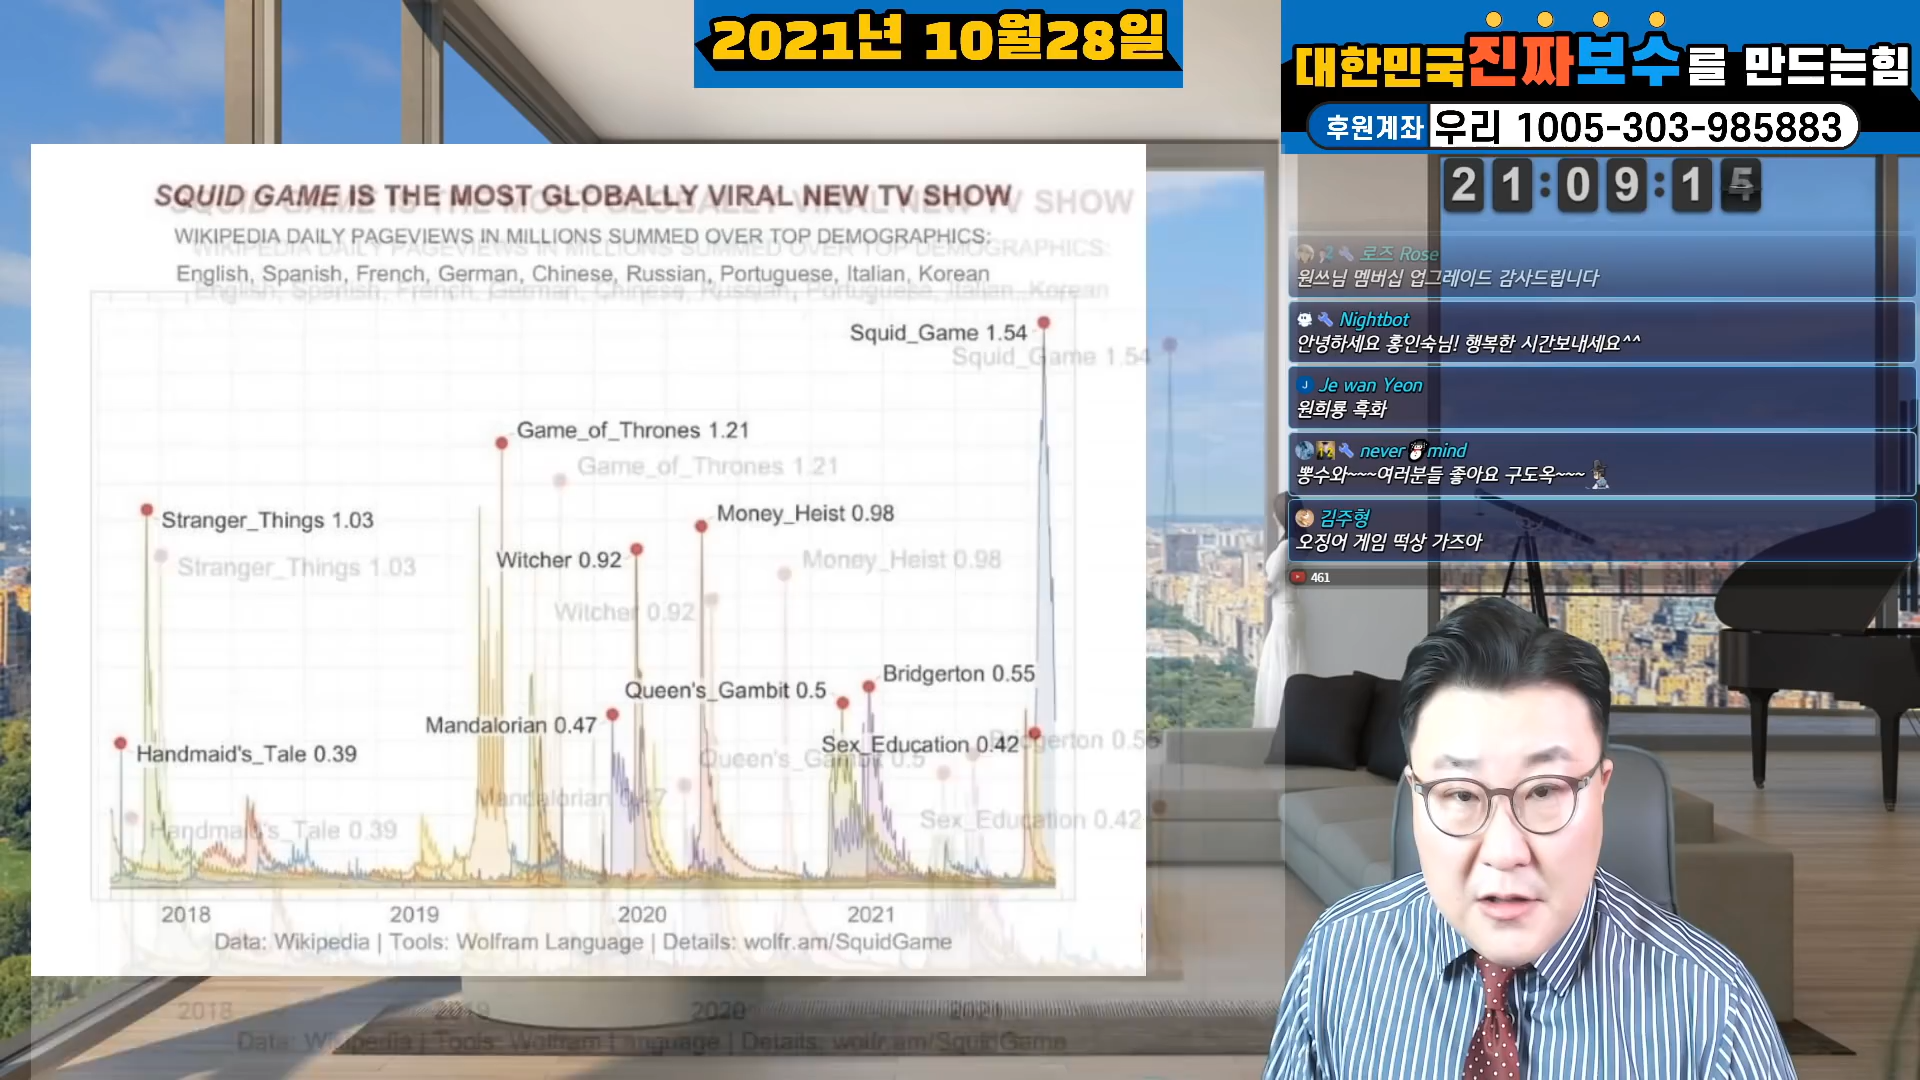 2021년 10월28일
대한민국진짜보수를 만드는힘
후원계좌 우리 1005-303-985883
21:09:15
SQUID GAME IS THE MOST GLOBALLY VIRAL NEW TV SHOW
WIKIPEDIA DAILY PAGEVIEWS IN MILLIONS SUMMED OVER TOP DEMOGRAPHICS:
English, Spanish, French, German, Chinese, Russian, Portuguese, Italian, Korean
Squid_Game 1.54
Game_of_Thrones 1.21
Stranger_Things 1.03
Money_Heist 0.98
Witcher 0.92
Bridgerton 0.55
Queen's_Gambit 0.5
Mandalorian 0.47
Sex_Education 0.42
Handmaid's_Tale 0.39
2018 2019 2020 2021
Data: Wikipedia | Tools: Wolfram Language | Details: wolfr.am/SquidGame
로즈 Rose
원쓰님 멤버십 업그레이드 감사드립니다
Nightbot
안녕하세요 홍인숙님! 행복한 시간보내세요^^
J Je wan Yeon
원희룡 흑화
never mind
뽕수와~~~여러분들 좋아요 구도옥~~~
김주형
오징어 게임 떡상 가즈아
461